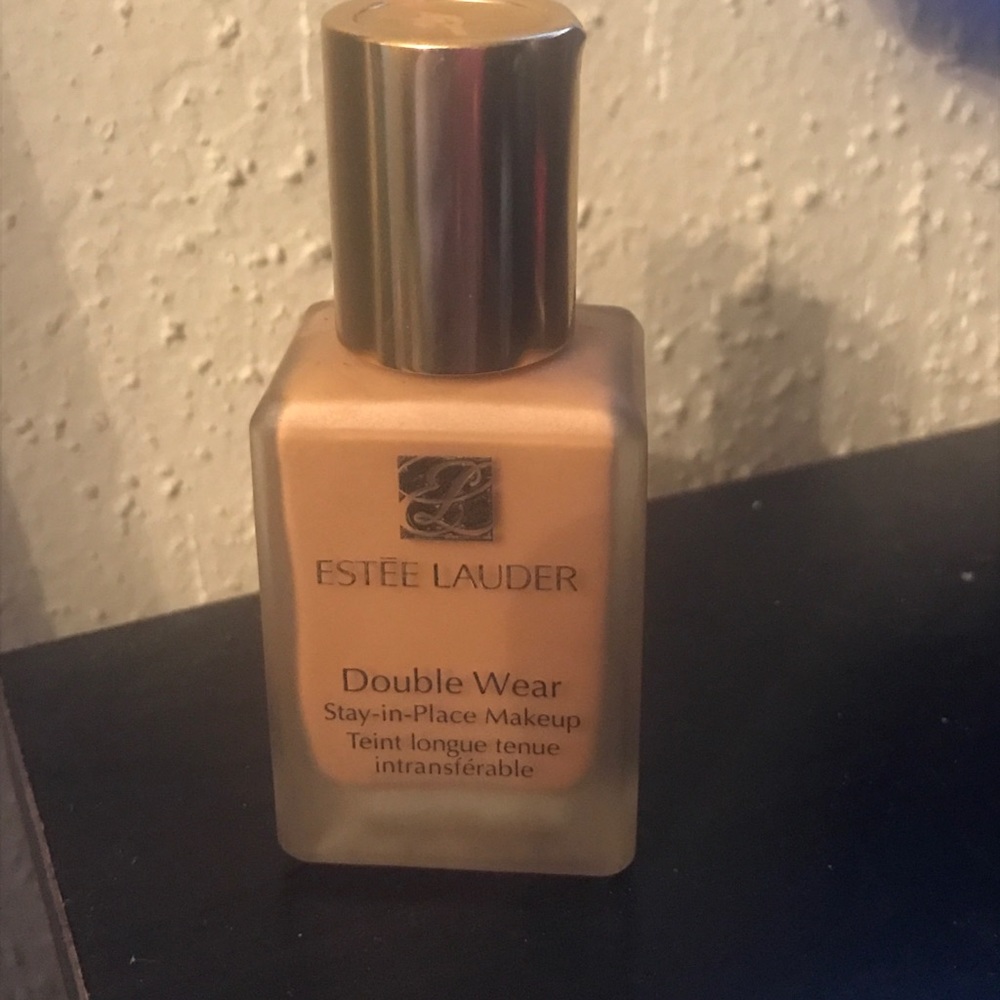 ESTĒE LAUDER
Double Wear
Stay-in-Place Makeup
Teint longue tenue
intransférable